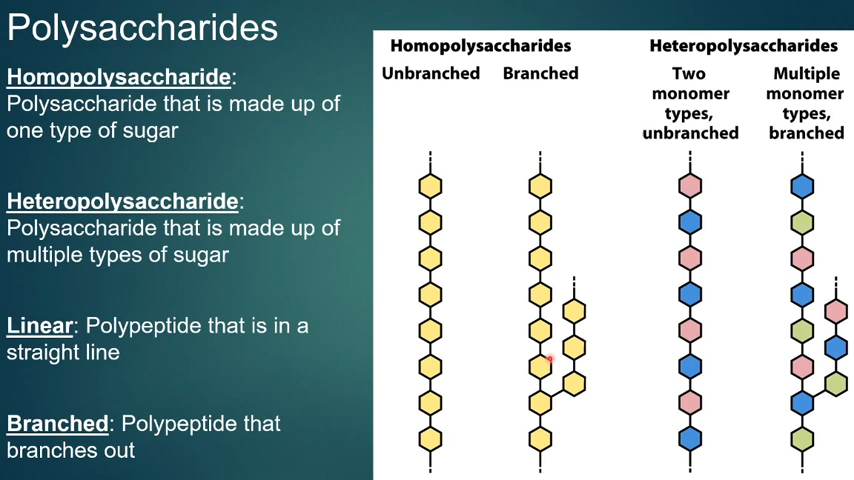 Polysaccharides
Homopolysaccharide:
Polysaccharide that is made up of
one type of sugar
Heteropolysaccharide:
Polysaccharide that is made up of
multiple types of sugar
Linear: Polypeptide that is in a
straight line
Branched: Polypeptide that
branches out
Homopolysaccharides
Unbranched
Branched
Heteropolysaccharides
Two
monomer
types,
unbranched
Multiple
monomer
types,
branched